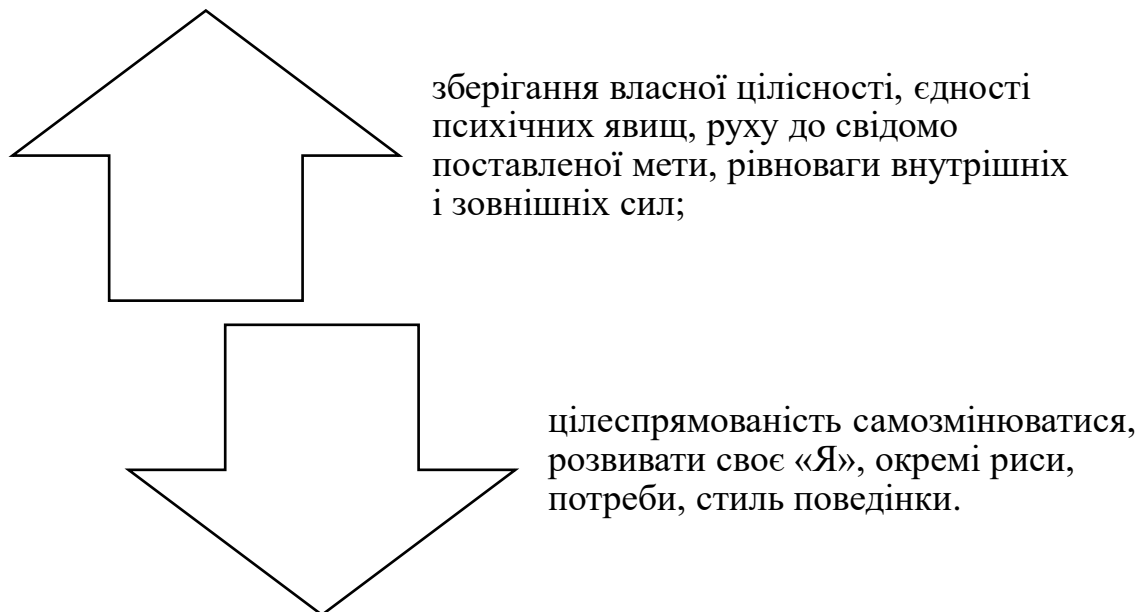 зберігання власної цілісності, єдності
психічних явищ, руху до свідомо
поставленої мети, рівноваги внутрішніх
і зовнішніх сил;
цілеспрямованість самозмінюватися,
розвивати своє «Я», окремі риси,
потреби, стиль поведінки.